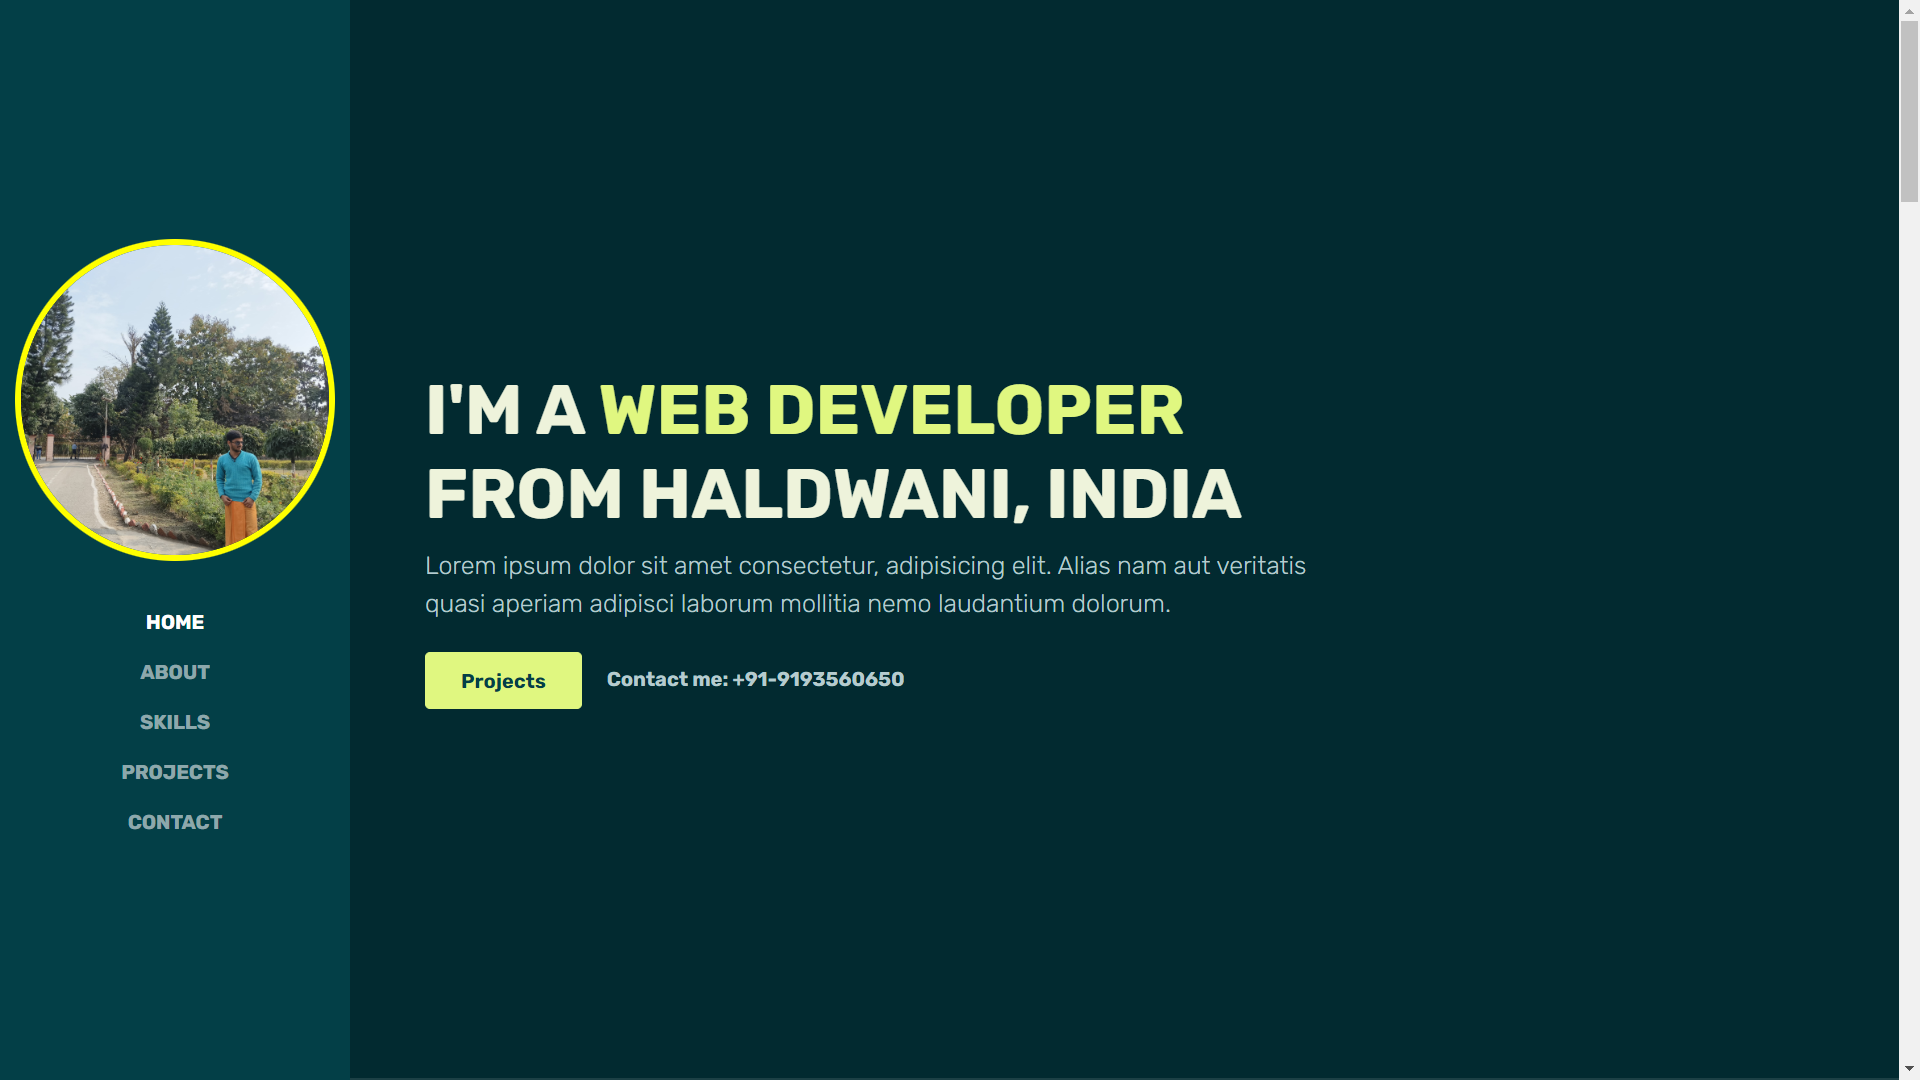 HOME
ABOUT
SKILLS
PROJECTS
CONTACT
I'M A WEB DEVELOPER
FROM HALDWANI, INDIA
Lorem ipsum dolor sit amet consectetur, adipisicing elit. Alias nam aut veritatis
quasi aperiam adipisci laborum mollitia nemo laudantium dolorum.
Projects
Contact me: +91-9193560650